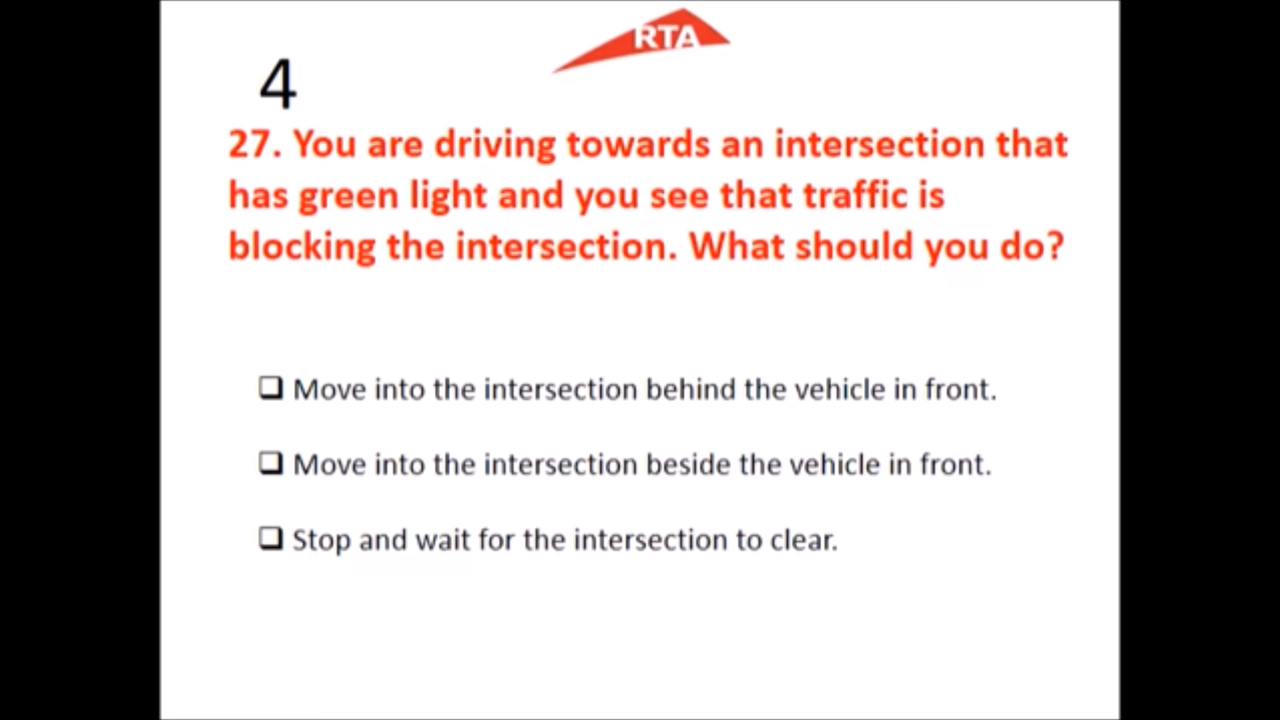 RTA
4
27. You are driving towards an intersection that
has green light and you see that traffic is
blocking the intersection. What should you do?
❑ Move into the intersection behind the vehicle in front.
❑ Move into the intersection beside the vehicle in front.
❑ Stop and wait for the intersection to clear.